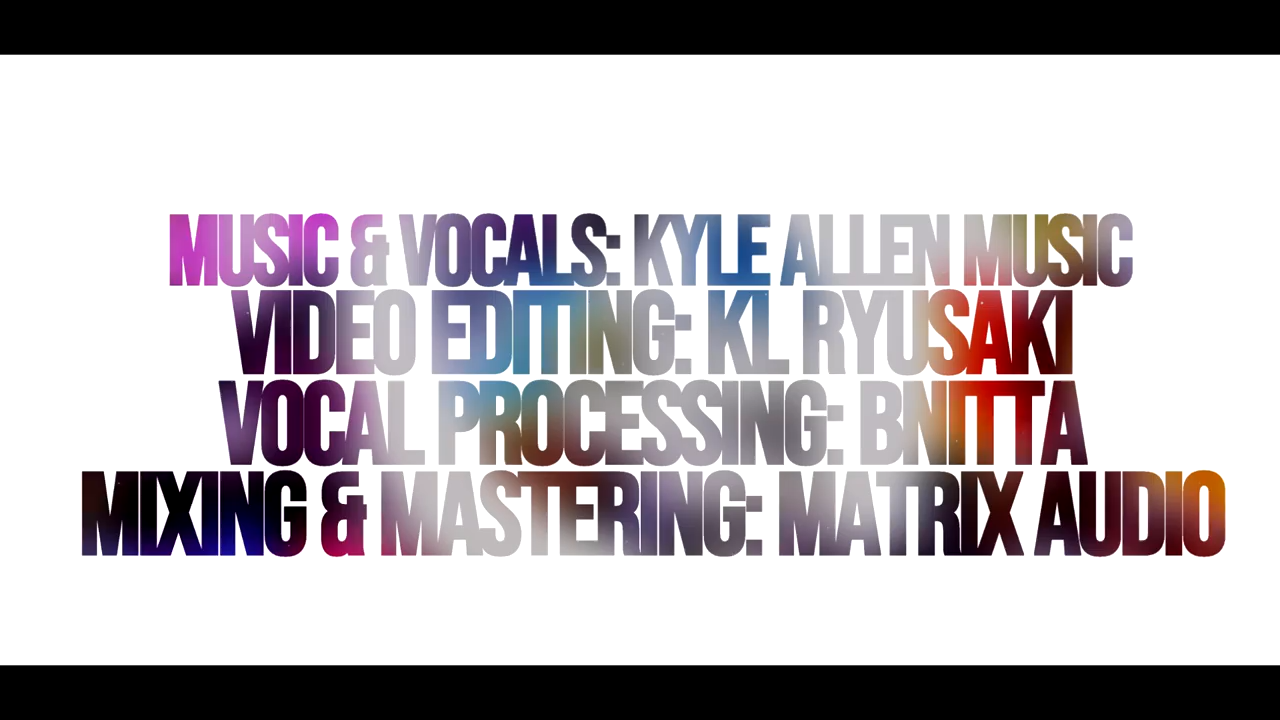 MUSIC & VOCALS: KYLE ALLEN MUSIC
VIDEO EDITING: KL RYUSAKI
VOCAL PROCESSING: BNITTA
MIXING & MASTERING: MATRIX AUDIO